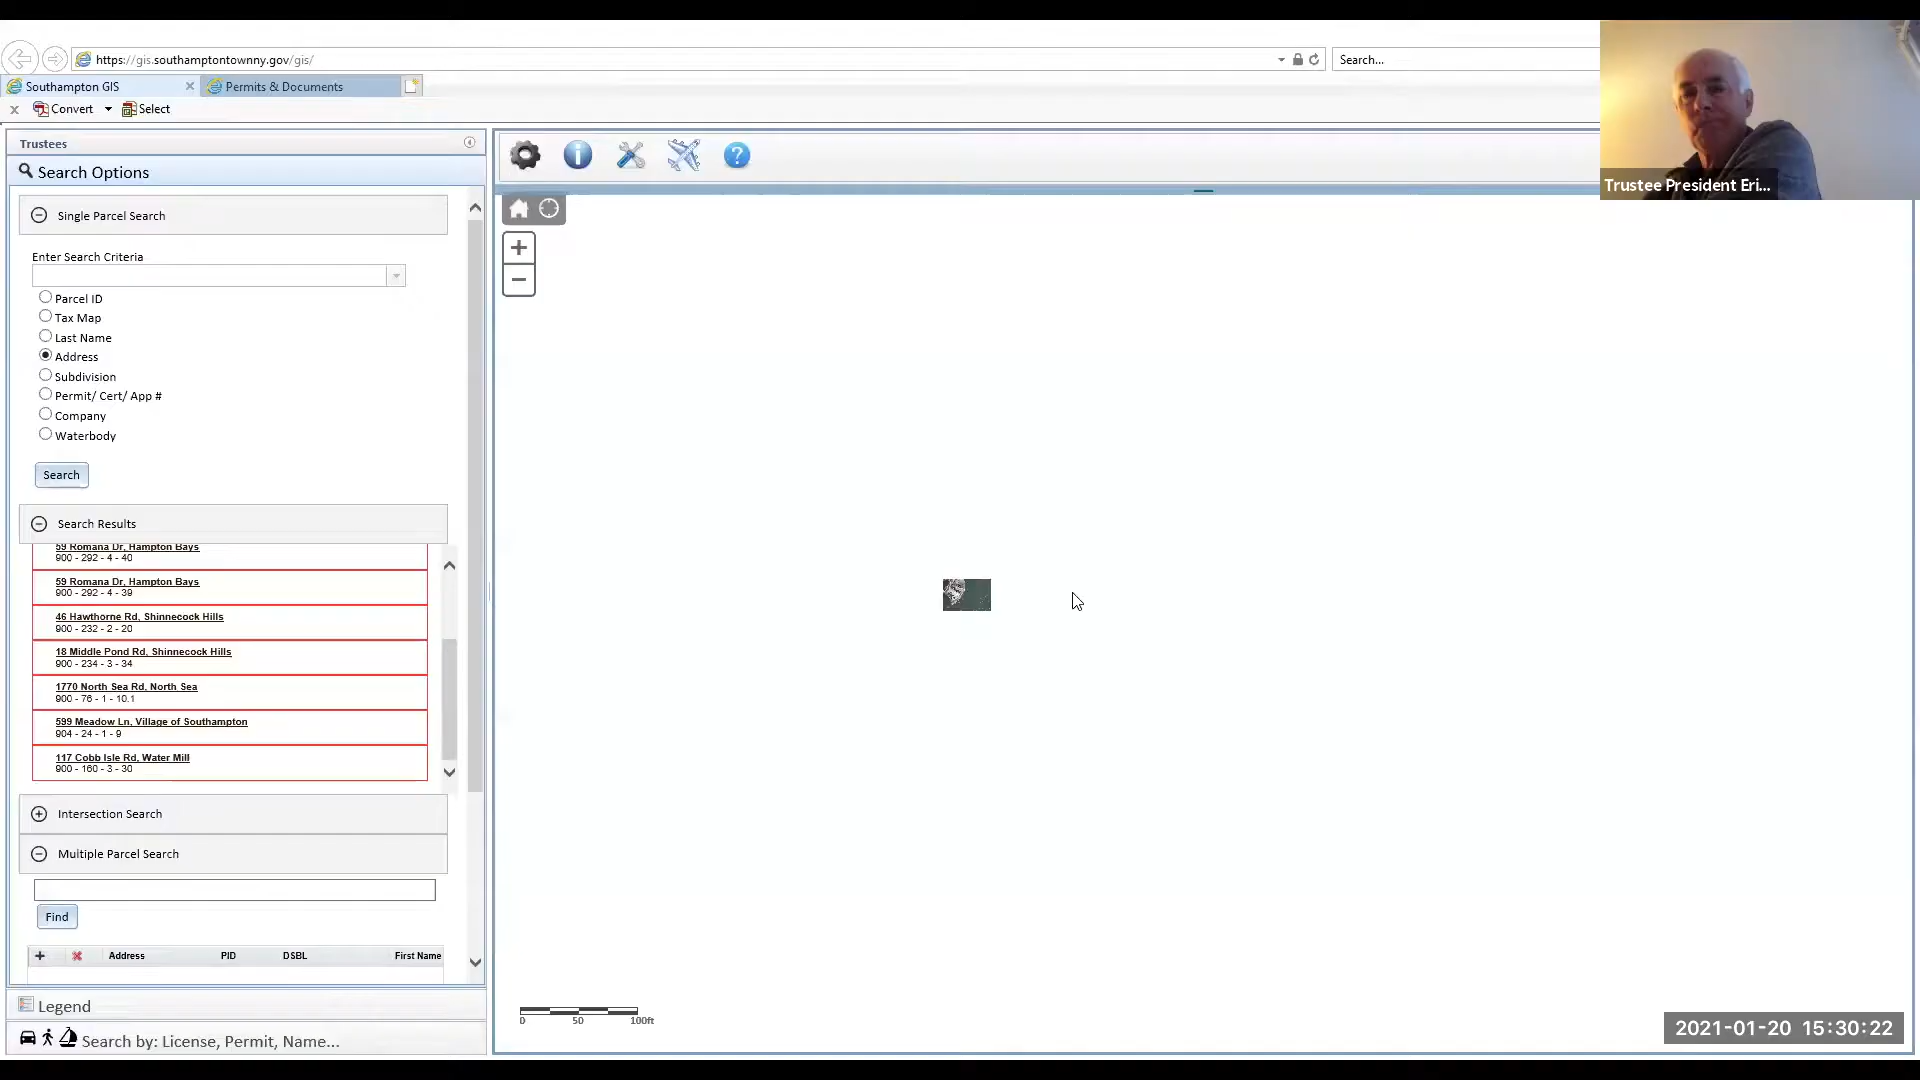 https://gis.southamptontownny.gov/gis/
Search...
Southampton GIS
Permits & Documents
Convert
Select
Trustees
Search Options
Single Parcel Search
Enter Search Criteria
Parcel ID
Tax Map
Last Name
Address
Subdivision
Permit/ Cert/ App #
Company
Waterbody
Search
Search Results
59 Romana Dr, Hampton Bays
900 - 292 - 4 - 40
59 Romana Dr, Hampton Bays
900 - 292 - 4 - 39
46 Hawthorne Rd, Shinnecock Hills
900 - 232 - 2 - 20
18 Middle Pond Rd, Shinnecock Hills
900 - 234 - 3 - 34
1770 North Sea Rd, North Sea
900 - 76 - 1 - 10.1
599 Meadow Ln, Village of Southampton
904 - 24 - 1 - 9
117 Cobb Isle Rd, Water Mill
900 - 160 - 3 - 30
Intersection Search
Multiple Parcel Search
Find
Address PID DSBL First Name
Legend
Search by: License, Permit, Name...
0 50 100ft
Trustee President Eri...
2021-01-20 15:30:22